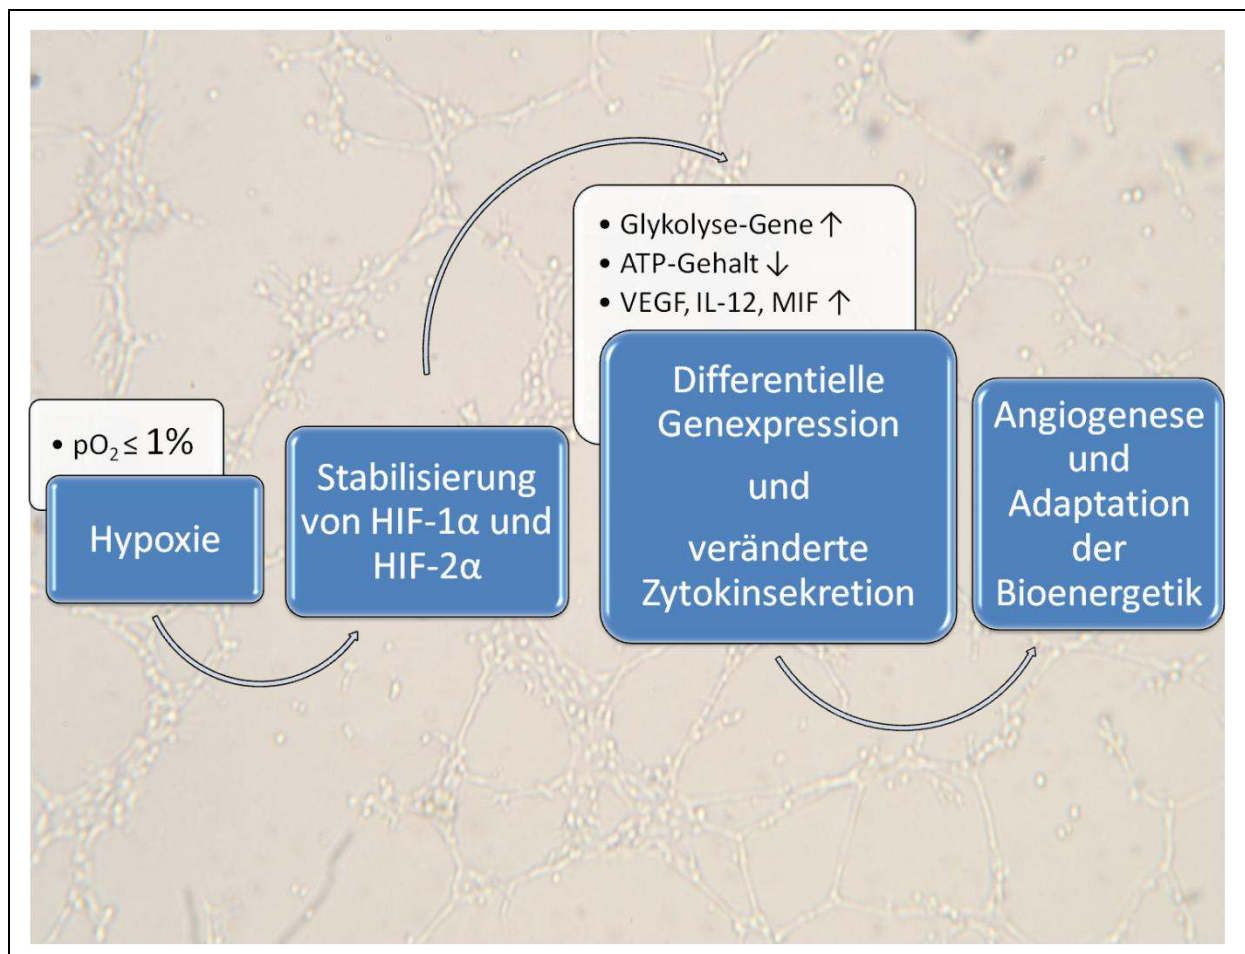 • pO₂ ≤ 1%
Hypoxie
Stabilisierung
von HIF-1α und
HIF-2α
• Glykolyse-Gene ↑
• ATP-Gehalt ↓
• VEGF, IL-12, MIF ↑
Differentielle
Genexpression
und
veränderte
Zytokinsekretion
Angiogenese
und
Adaptation
der
Bioenergetik